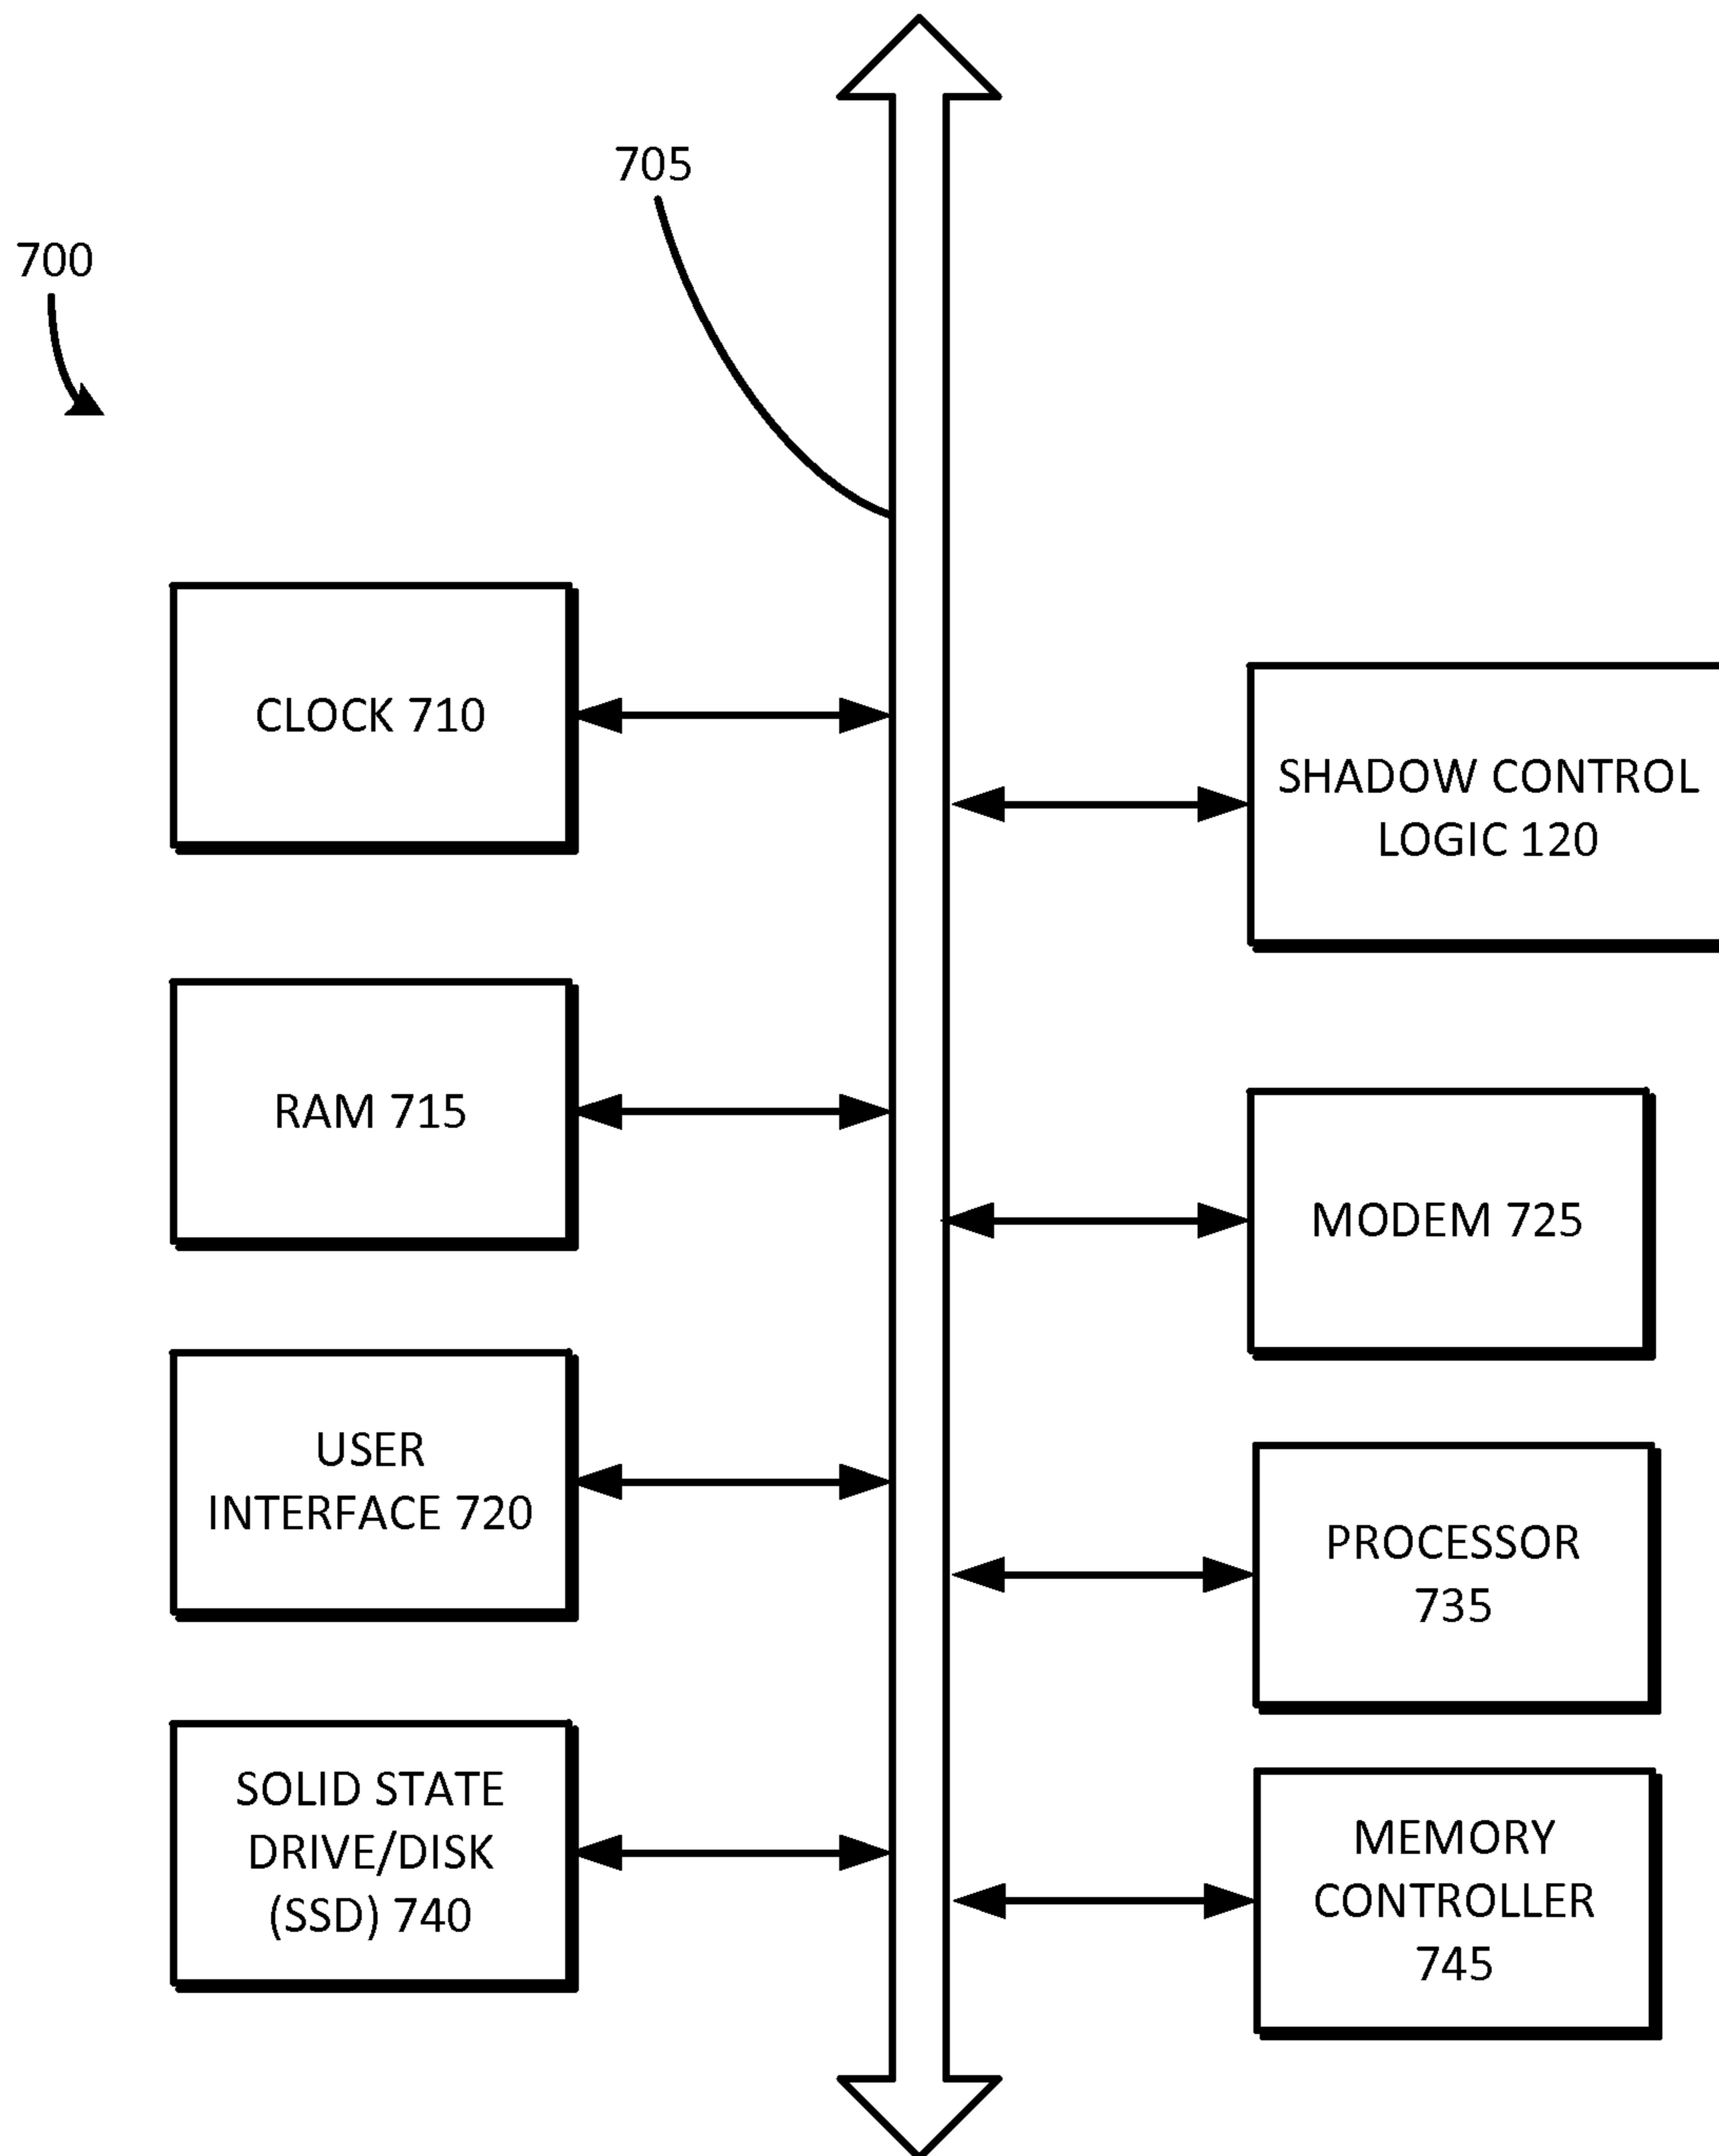 705
700
CLOCK 710
SHADOW CONTROL
LOGIC 120
RAM 715
MODEM 725
USER
INTERFACE 720
PROCESSOR
735
SOLID STATE
DRIVE/DISK
(SSD) 740
MEMORY
CONTROLLER
745